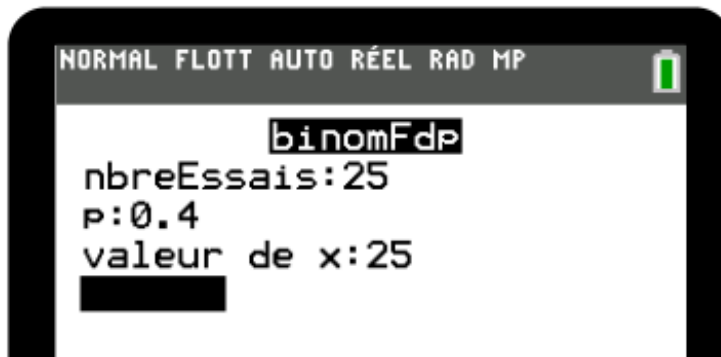 NORMAL FLOTT AUTO RÉEL RAD MP
binomFdp
nbreEssais:25
p:0.4
valeur de x:25